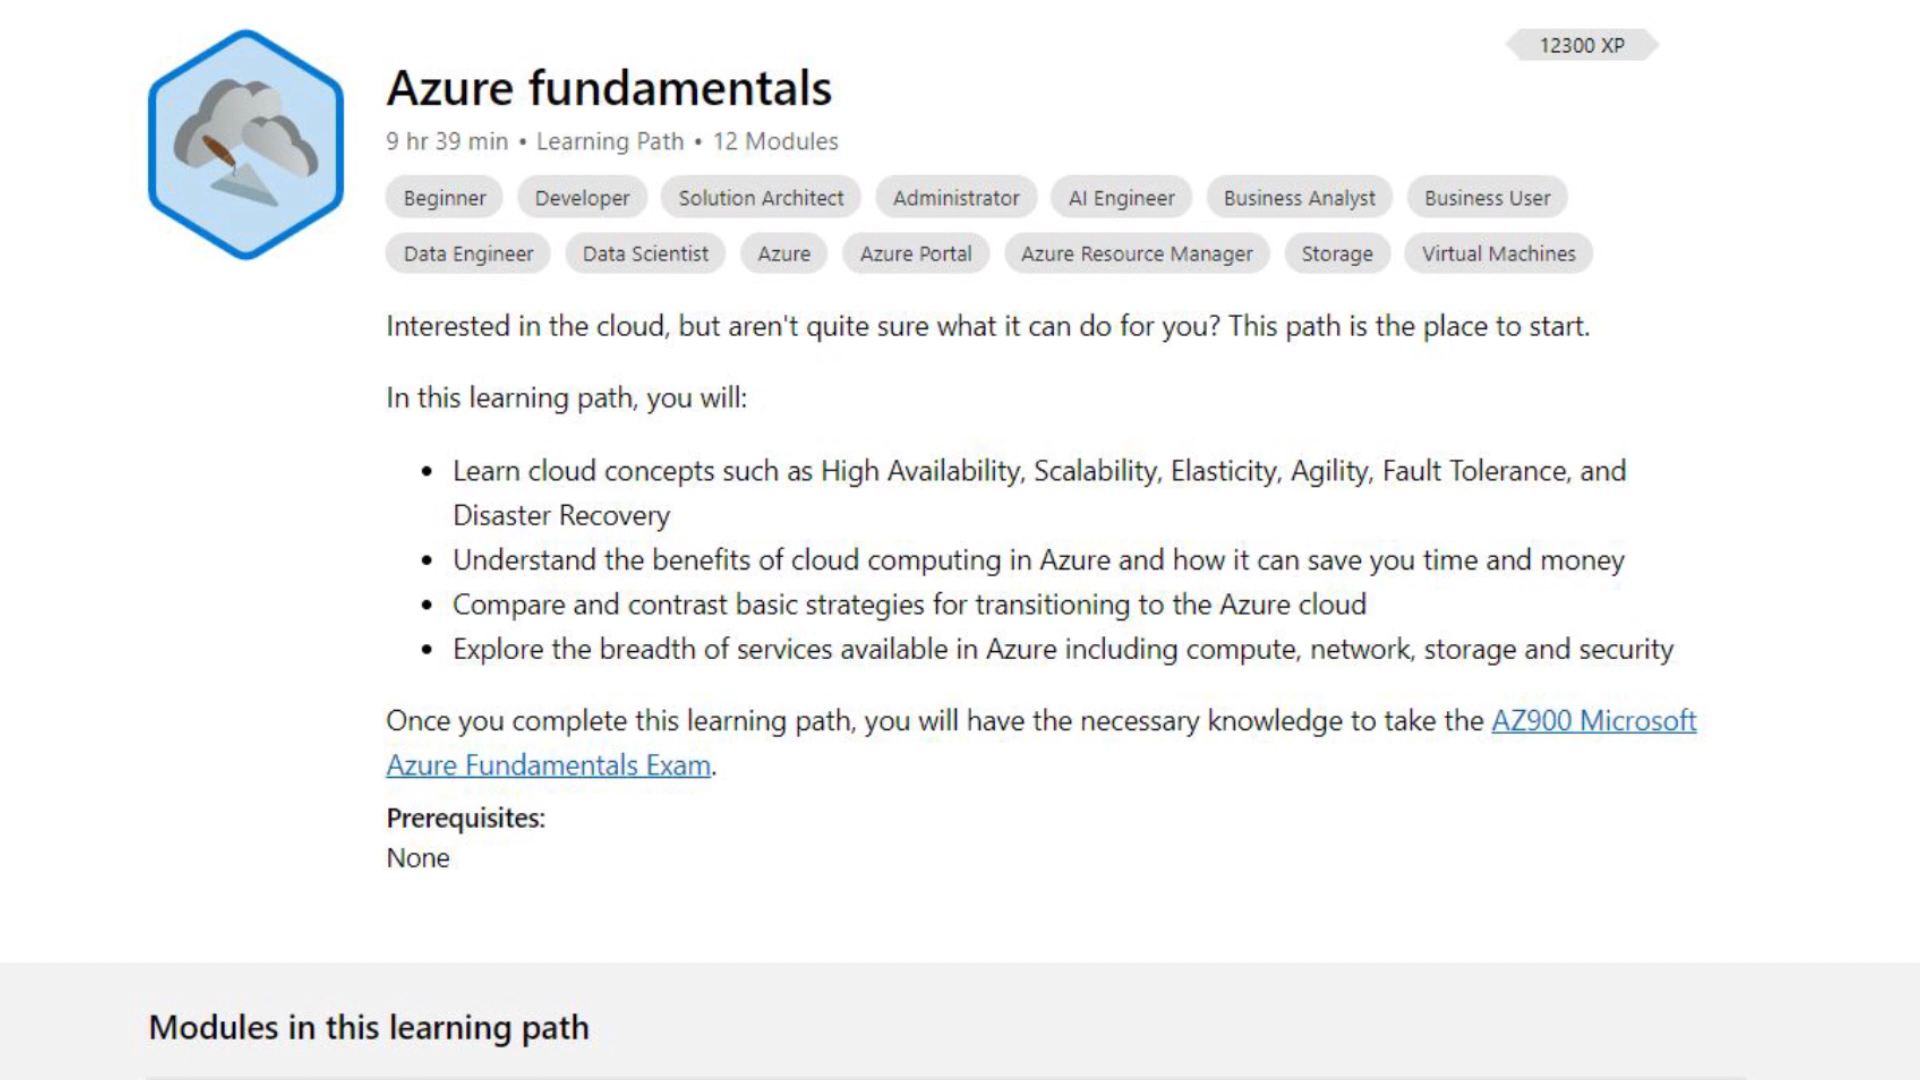 12300 XP
Azure fundamentals
9 hr 39 min • Learning Path • 12 Modules
Beginner Developer Solution Architect Administrator AI Engineer Business Analyst Business User
Data Engineer Data Scientist Azure Azure Portal Azure Resource Manager Storage Virtual Machines
Interested in the cloud, but aren't quite sure what it can do for you? This path is the place to start.
In this learning path, you will:
• Learn cloud concepts such as High Availability, Scalability, Elasticity, Agility, Fault Tolerance, and
Disaster Recovery
• Understand the benefits of cloud computing in Azure and how it can save you time and money
• Compare and contrast basic strategies for transitioning to the Azure cloud
• Explore the breadth of services available in Azure including compute, network, storage and security
Once you complete this learning path, you will have the necessary knowledge to take the AZ900 Microsoft
Azure Fundamentals Exam.
Prerequisites:
None
Modules in this learning path